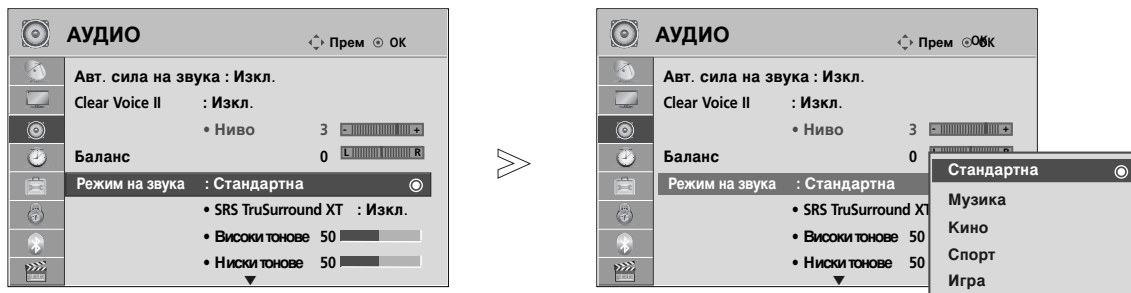 АУДИО
Прем OK
Авт. сила на звука : Изкл.
Clear Voice II : Изкл.
• Ниво 3 - +
Баланс 0 L R
Режим на звука : Стандартна
• SRS TruSurround XT : Изкл.
• Високи тонове 50
• Ниски тонове 50
АУДИО
Прем
Авт. сила на звука : Изкл.
Clear Voice II : Изкл.
• Ниво 3 - +
Баланс 0
Режим на звука : Стандартна
• SRS TruSurround XT
• Високи тонове 50
• Ниски тонове 50
Стандартна
Музика
Кино
Спорт
Игра